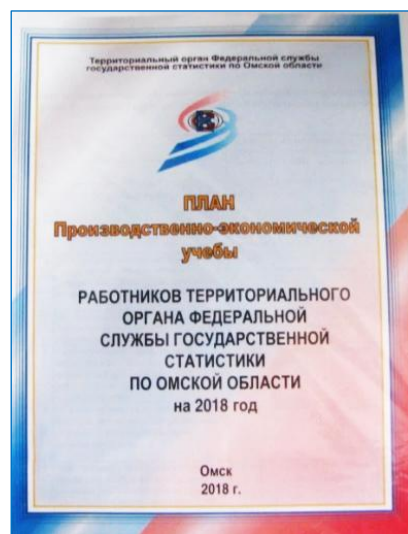 Территориальный орган Федеральной службы
государственной статистики по Омской области
ПЛАН
Производственно-экономической
учебы
РАБОТНИКОВ ТЕРРИТОРИАЛЬНОГО
ОРГАНА ФЕДЕРАЛЬНОЙ
СЛУЖБЫ ГОСУДАРСТВЕННОЙ
СТАТИСТИКИ
ПО ОМСКОЙ ОБЛАСТИ
на 2018 год
Омск
2018 г.